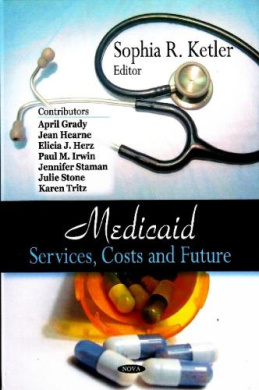 Sophia R. Ketler
Editor
Contributors
April Grady
Jean Hearne
Elicia J. Herz
Paul M. Irwin
Jennifer Staman
Julie Stone
Karen Tritz
Medicaid
Services, Costs and Future
NOVA